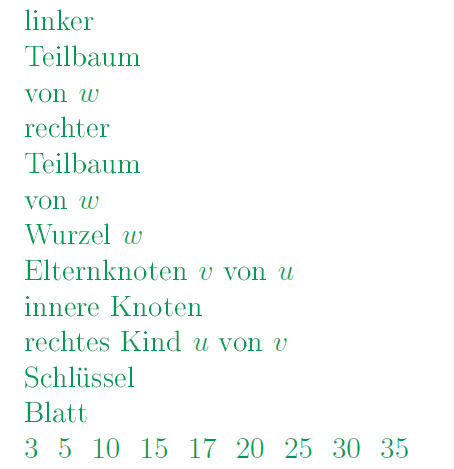 linker
Teilbaum
von w
rechter
Teilbaum
von w
Wurzel w
Elternknoten v von u
innere Knoten
rechtes Kind u von v
Schlüssel
Blatt
3 5 10 15 17 20 25 30 35